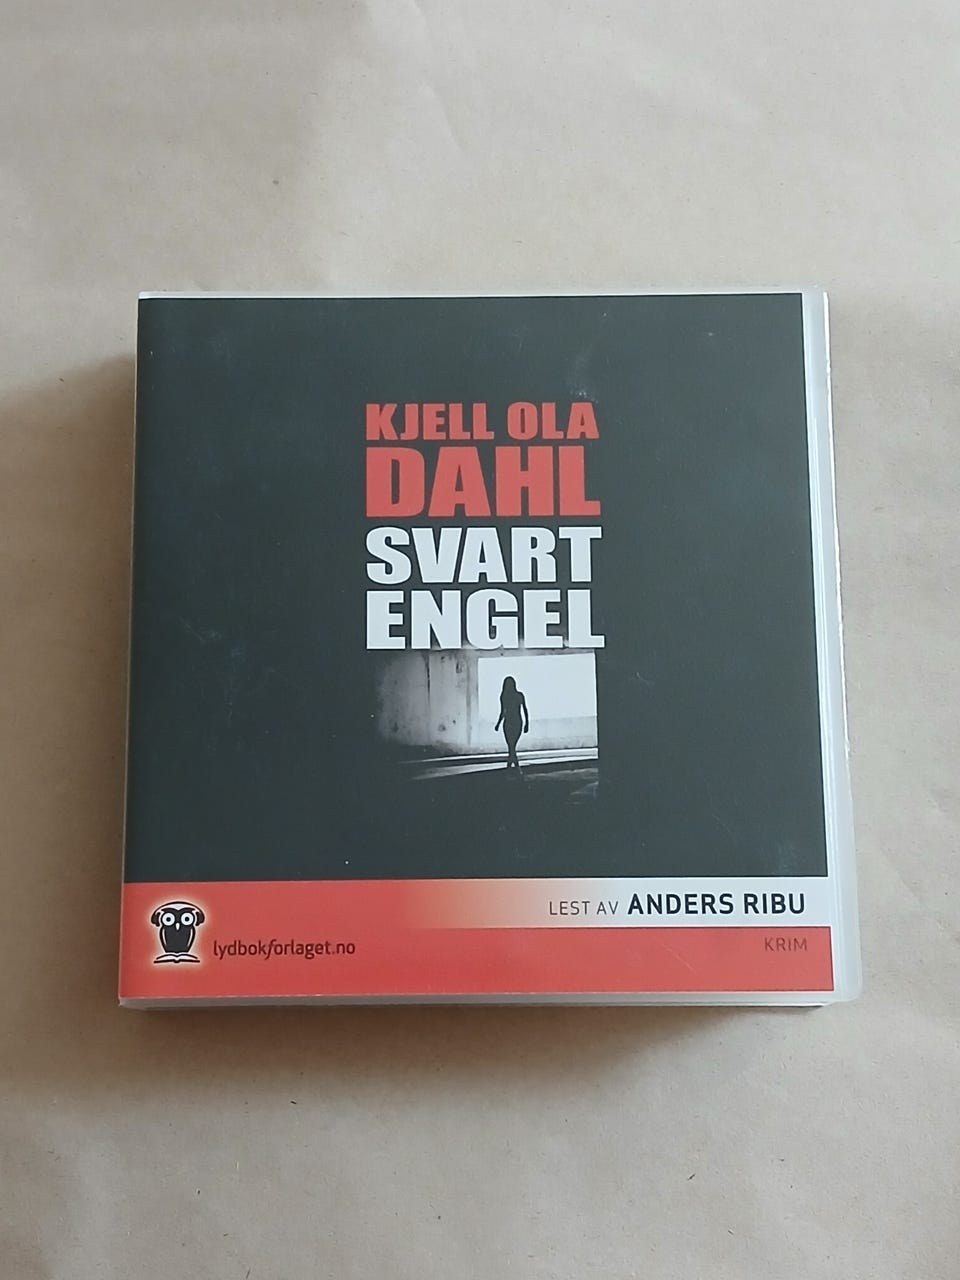 KJELL OLA
DAHL
SVART
ENGEL
LEST AV ANDERS RIBU
lydbokforlaget.no
KRIM